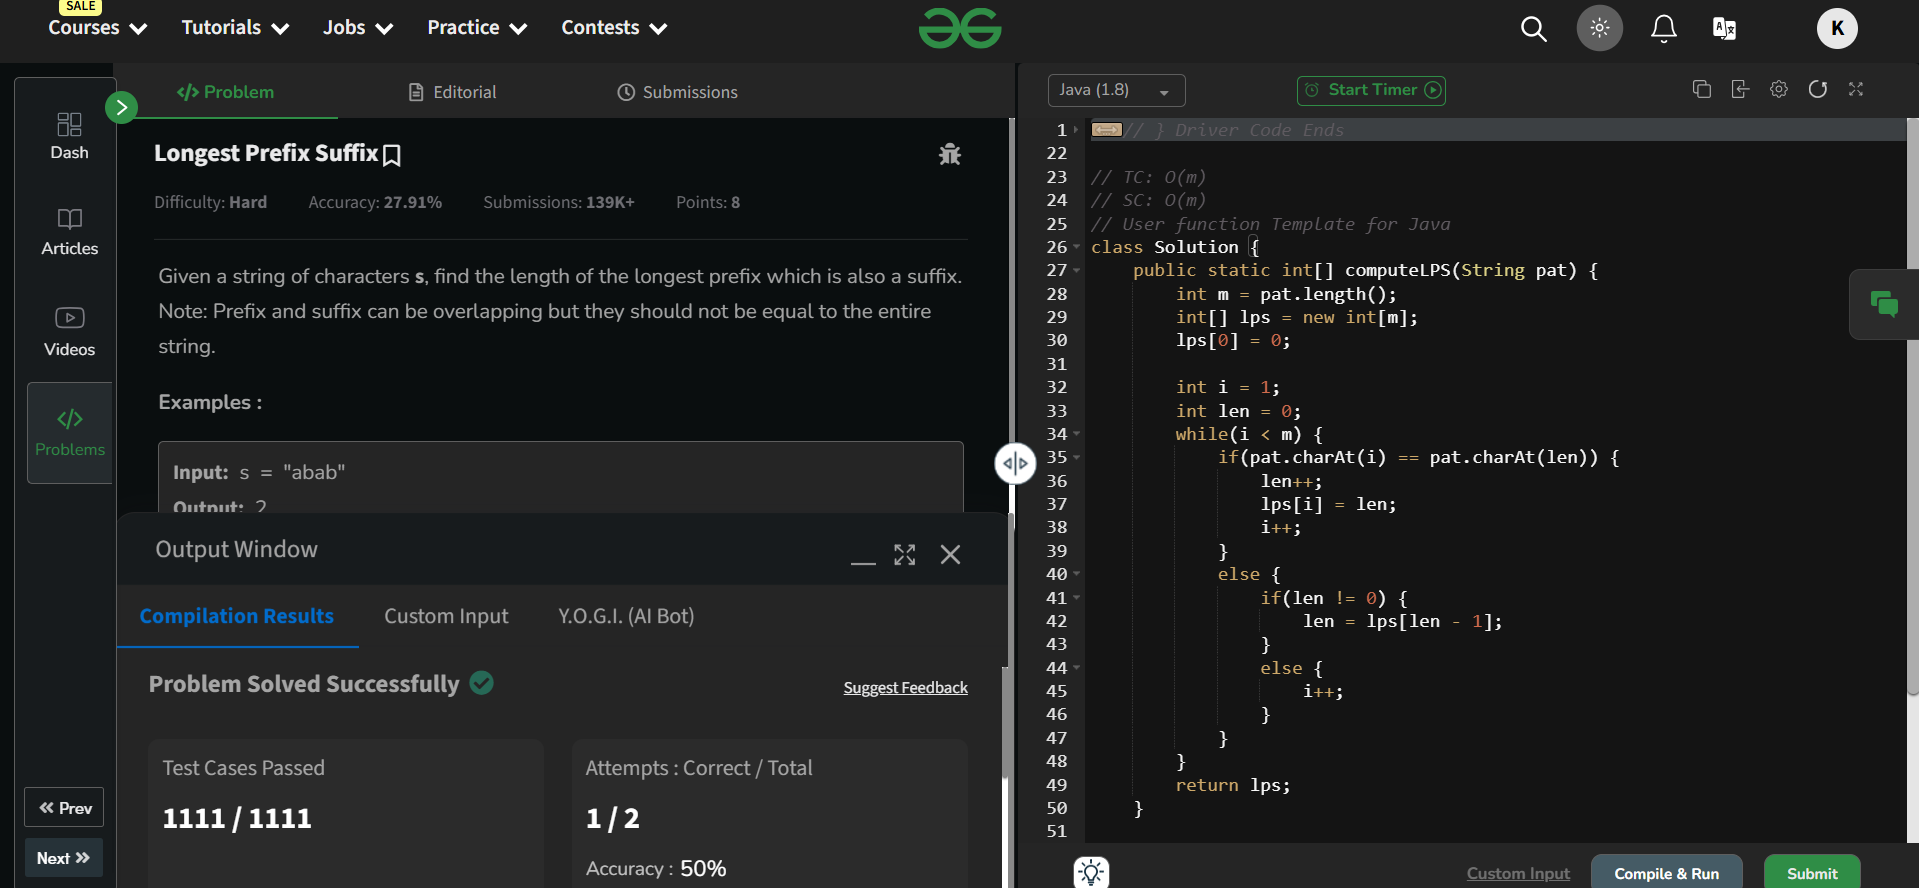 SALE
Courses Tutorials Jobs Practice Contests
K
Dash
Articles
Videos
Problems
« Prev
Next »
</> Problem Editorial Submissions
Longest Prefix Suffix
Difficulty: Hard Accuracy: 27.91% Submissions: 139K+ Points: 8
Given a string of characters s, find the length of the longest prefix which is also a suffix.
Note: Prefix and suffix can be overlapping but they should not be equal to the entire
string.
Examples :
Input: s = "abab"
Output: 2
Output Window
Compilation Results Custom Input Y.O.G.I. (AI Bot)
Problem Solved Successfully
Suggest Feedback
Test Cases Passed
1111 / 1111
Attempts : Correct / Total
1 / 2
Accuracy : 50%
Java (1.8) Start Timer
1 // } Driver Code Ends
22
23 // TC: O(m)
24 // SC: O(m)
25 // User function Template for Java
26 class Solution {
27 public static int[] computeLPS(String pat) {
28 int m = pat.length();
29 int[] lps = new int[m];
30 lps[0] = 0;
31
32 int i = 1;
33 int len = 0;
34 while(i < m) {
35 if(pat.charAt(i) == pat.charAt(len)) {
36 len++;
37 lps[i] = len;
38 i++;
39 }
40 else {
41 if(len != 0) {
42 len = lps[len - 1];
43 }
44 else {
45 i++;
46 }
47 }
48 }
49 return lps;
50 }
51
Custom Input Compile & Run Submit